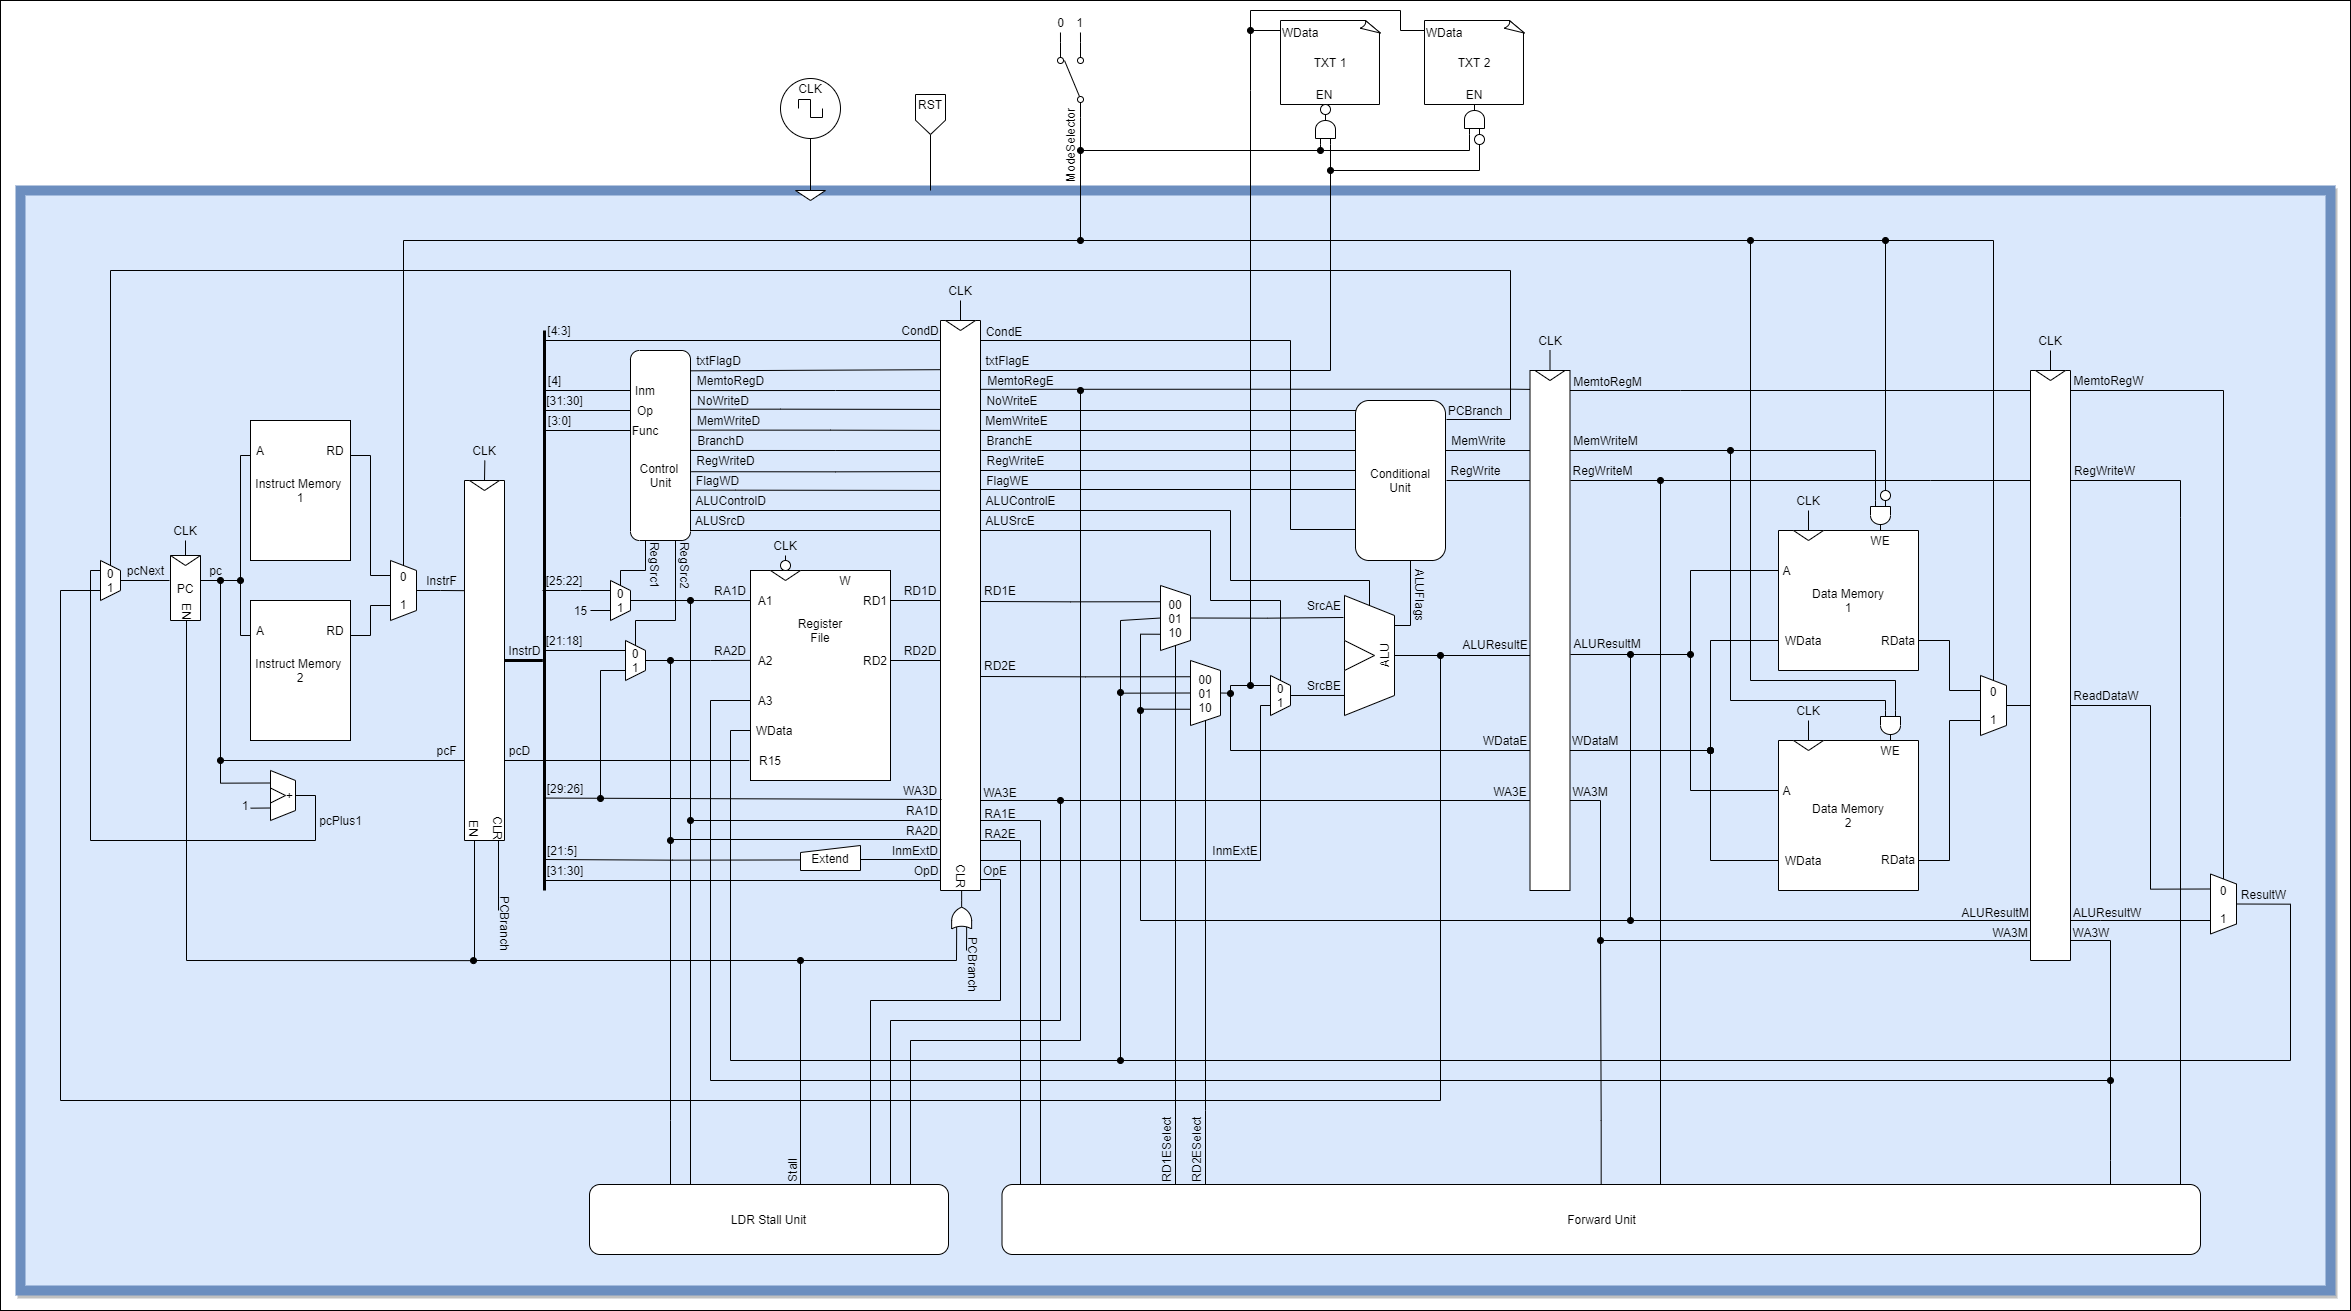 0 1
WData
TXT 1
EN
WData
TXT 2
EN
CLK
RST
ModeSelector
CLK
[4:3]
CondD
CondE
txtFlagD
txtFlagE
[4]
Inm
MemtoRegD
MemtoRegE
[31:30]
Op
NoWriteD
NoWriteE
[3:0]
Func
MemWriteD
MemWriteE
BranchD
BranchE
Control
Unit
RegWriteD
RegWriteE
FlagWD
FlagWE
ALUControlD
ALUControlE
ALUSrcD
ALUSrcE
RegSrc1
RegSrc2
Conditional
Unit
PCBranch
MemWrite
RegWrite
ALUFlags
CLK
MemtoRegM
MemWriteM
RegWriteM
CLK
MemtoRegW
RegWriteW
A
RD
Instruct Memory
1
A
RD
Instruct Memory
2
CLK
PC
EN
0
1
pcNext
pc
0
1
InstrF
CLK
EN
CLR
InstrD
pcF
pcD
1
+
pcPlus1
PCBranch
[25:22]
15
0
1
RA1D
[21:18]
0
1
RA2D
CLK
W
A1
RD1
Register
File
A2
RD2
A3
WData
R15
RD1D
RD1E
RD2D
RD2E
[29:26]
WA3D
WA3E
RA1D
RA1E
RA2D
RA2E
[21:5]
Extend
InmExtD
InmExtE
[31:30]
OpD
OpE
CLR
PCBranch
00
01
10
00
01
10
0
1
SrcAE
SrcBE
ALU
ALUResultE
ALUResultM
WDataE
WDataM
WA3E
WA3M
CLK
WE
A
Data Memory
1
WData
RData
CLK
WE
A
Data Memory
2
WData
RData
0
1
ReadDataW
ALUResultM
ALUResultW
WA3M
WA3W
0
1
ResultW
Stall
RD1ESelect
RD2ESelect
LDR Stall Unit
Forward Unit